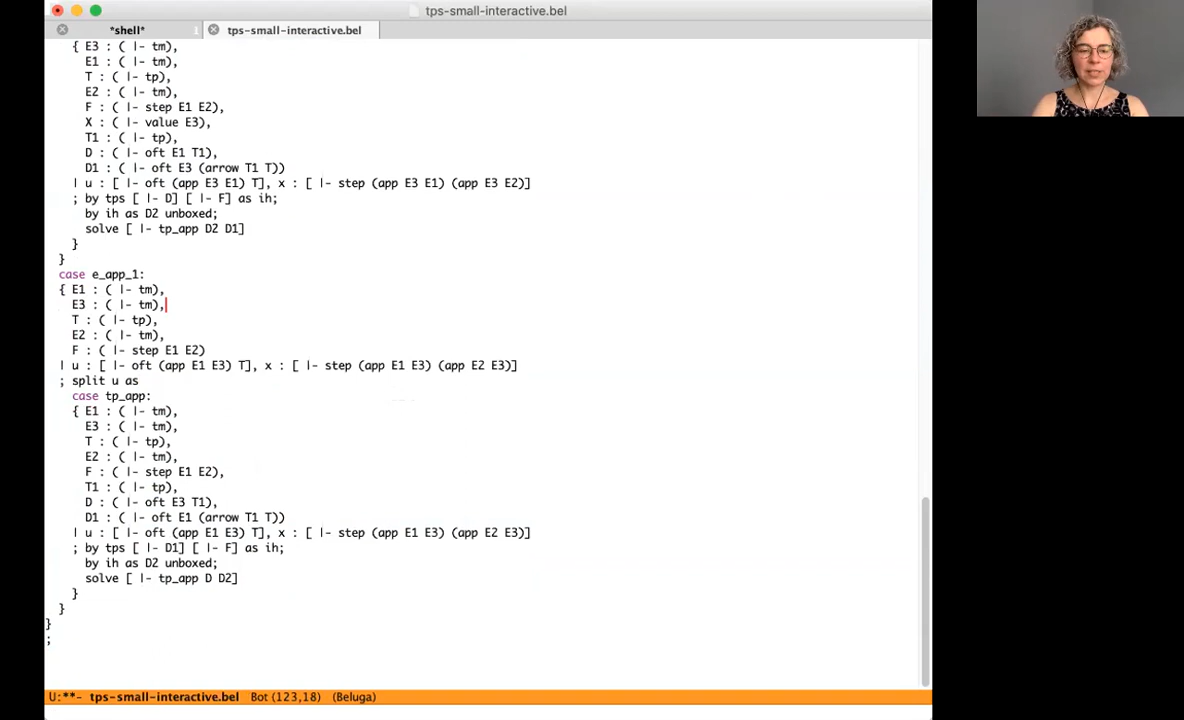 tps-small-interactive.bel
*shell* tps-small-interactive.bel
{ E3 : ( |- tm),
E1 : ( |- tm),
T : ( |- tp),
E2 : ( |- tm),
F : ( |- step E1 E2),
X : ( |- value E3),
T1 : ( |- tp),
D : ( |- oft E1 T1),
D1 : ( |- oft E3 (arrow T1 T))
| u : [ |- oft (app E3 E1) T], x : [ |- step (app E3 E1) (app E3 E2)]
; by tps [ |- D] [ |- F] as ih;
by ih as D2 unboxed;
solve [ |- tp_app D2 D1]
}
}
case e_app_1:
{ E1 : ( |- tm),
E3 : ( |- tm),
T : ( |- tp),
E2 : ( |- tm),
F : ( |- step E1 E2)
| u : [ |- oft (app E1 E3) T], x : [ |- step (app E1 E3) (app E2 E3)]
; split u as
case tp_app:
{ E1 : ( |- tm),
E3 : ( |- tm),
T : ( |- tp),
E2 : ( |- tm),
F : ( |- step E1 E2),
T1 : ( |- tp),
D : ( |- oft E3 T1),
D1 : ( |- oft E1 (arrow T1 T))
| u : [ |- oft (app E1 E3) T], x : [ |- step (app E1 E3) (app E2 E3)]
; by tps [ |- D1] [ |- F] as ih;
by ih as D2 unboxed;
solve [ |- tp_app D D2]
}
}
}
;
U:**- tps-small-interactive.bel Bot (123,18) (Beluga)